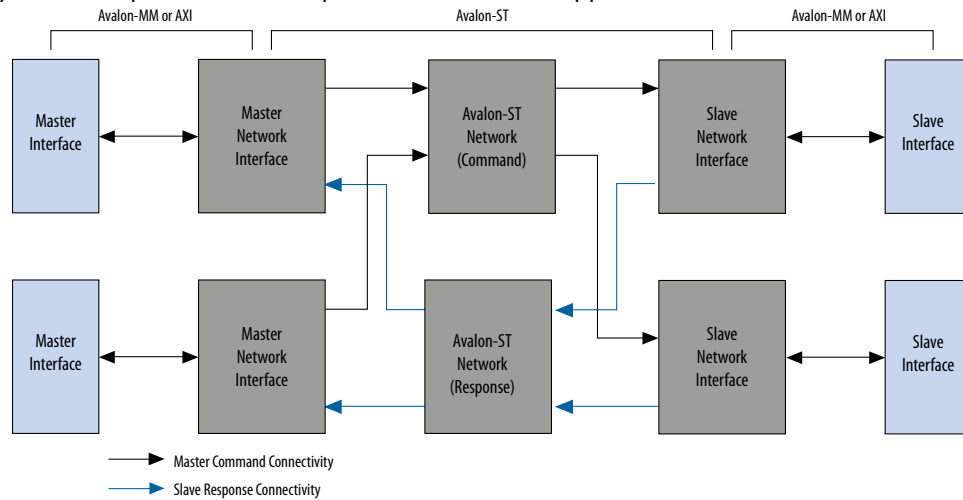 Avalon-MM or AXI
Avalon-ST
Avalon-MM or AXI
Master
Interface
Master
Network
Interface
Avalon-ST
Network
(Command)
Slave
Network
Interface
Slave
Interface
Master
Interface
Master
Network
Interface
Avalon-ST
Network
(Response)
Slave
Network
Interface
Slave
Interface
Master Command Connectivity
Slave Response Connectivity